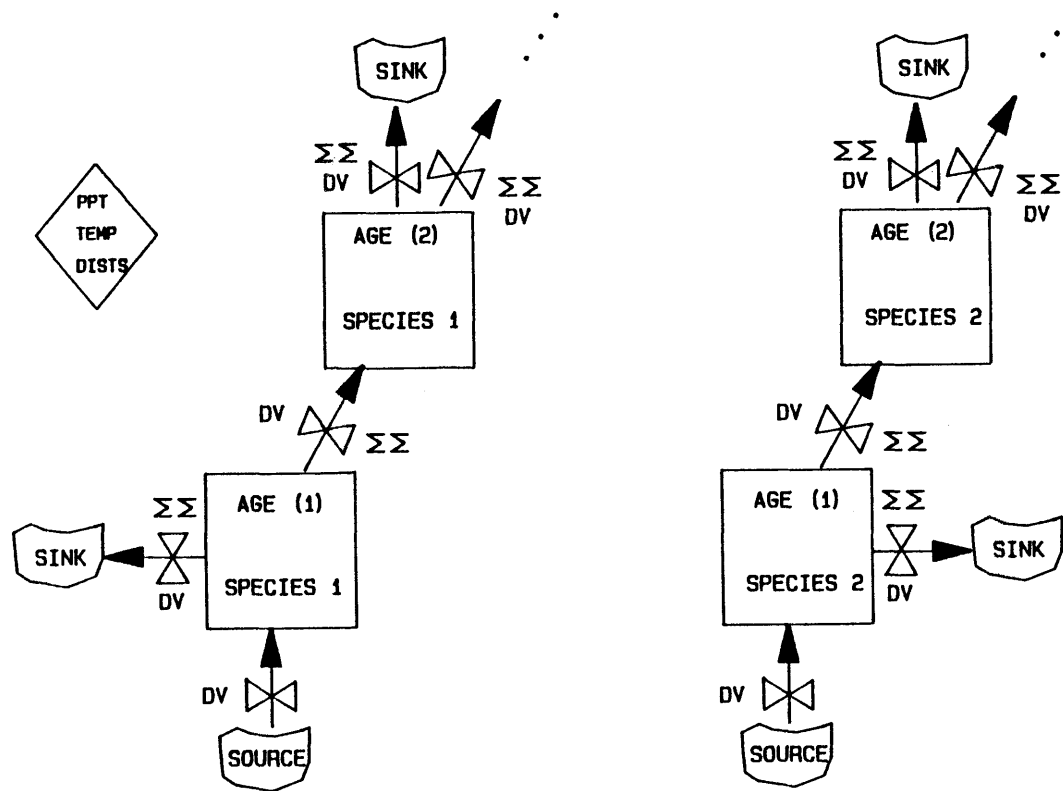 SINK
SINK
ΣΣ
DV
ΣΣ
DV
ΣΣ
DV
ΣΣ
DV
PPT
TEMP
DISTS
AGE (2)
SPECIES 1
AGE (2)
SPECIES 2
DV
ΣΣ
DV
ΣΣ
ΣΣ
SINK
DV
AGE (1)
SPECIES 1
AGE (1)
SPECIES 2
ΣΣ
DV
SINK
DV
SOURCE
DV
SOURCE